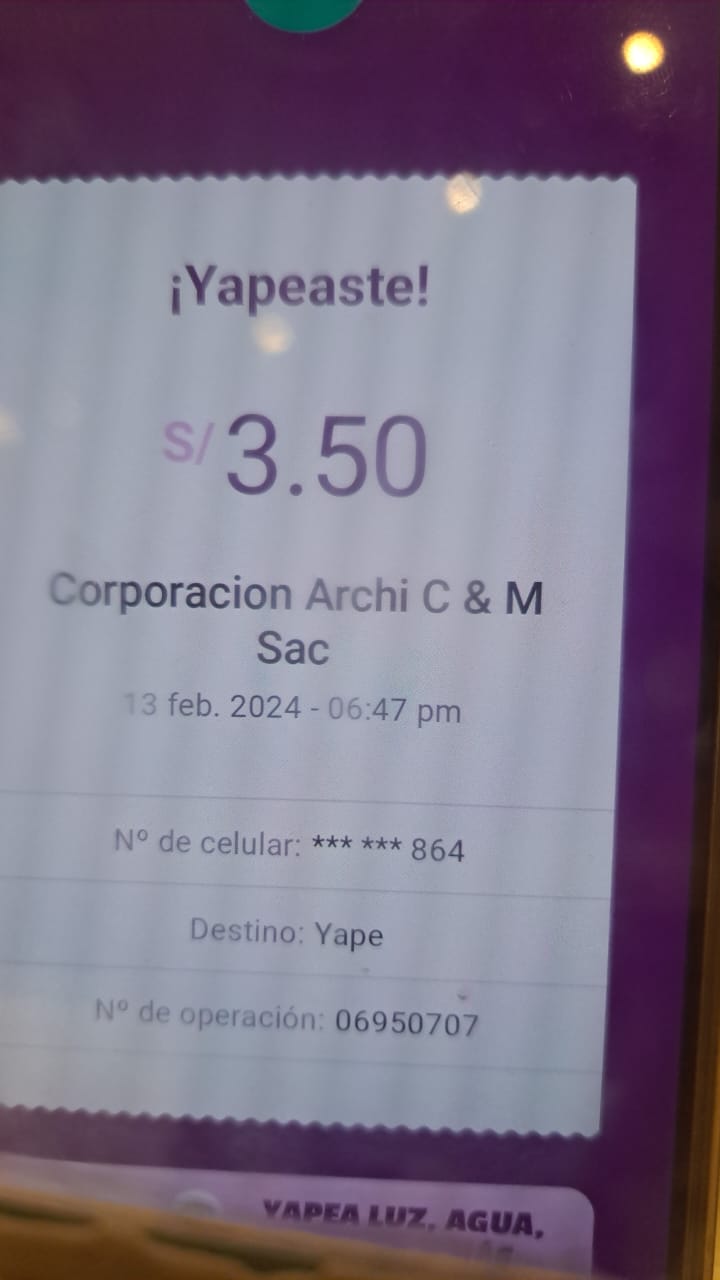 ¡Yapeaste!
S/3.50
Corporacion Archi C & M
Sac
13 feb. 2024 - 06:47 pm
Nº de celular: *** *** 864
Destino: Yape
Nº de operación: 06950707
YAPEA LUZ, AGUA,